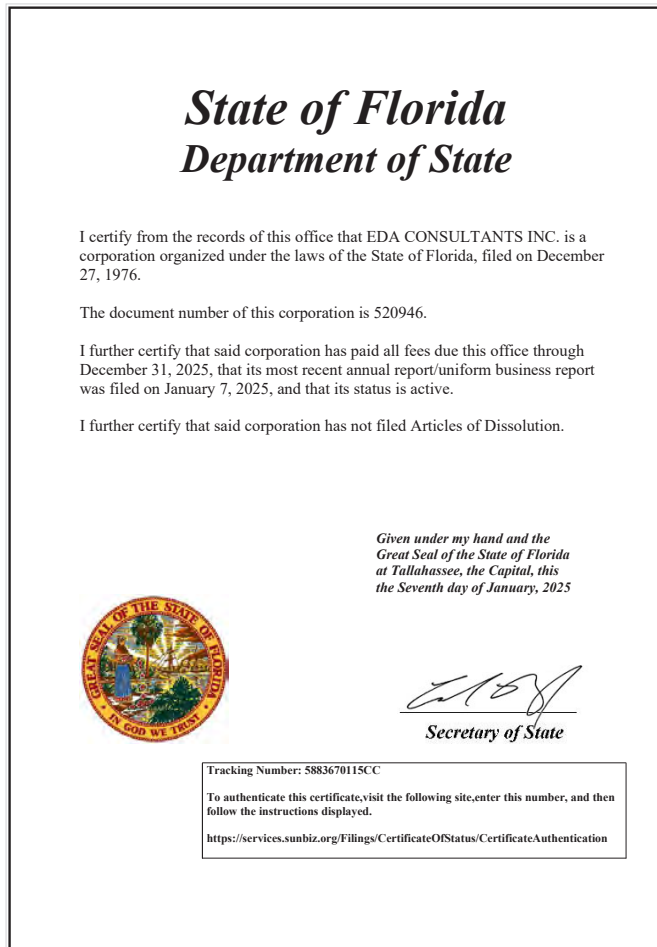 State of Florida
Department of State
I certify from the records of this office that EDA CONSULTANTS INC. is a
corporation organized under the laws of the State of Florida, filed on December
27, 1976.
The document number of this corporation is 520946.
I further certify that said corporation has paid all fees due this office through
December 31, 2025, that its most recent annual report/uniform business report
was filed on January 7, 2025, and that its status is active.
I further certify that said corporation has not filed Articles of Dissolution.
Given under my hand and the
Great Seal of the State of Florida
at Tallahassee, the Capital, this
the Seventh day of January, 2025
GREAT SEAL OF THE STATE OF FLORIDA
IN GOD WE TRUST
Secretary of State
Tracking Number: 5883670115CC
To authenticate this certificate,visit the following site,enter this number, and then
follow the instructions displayed.
https://services.sunbiz.org/Filings/CertificateOfStatus/CertificateAuthentication